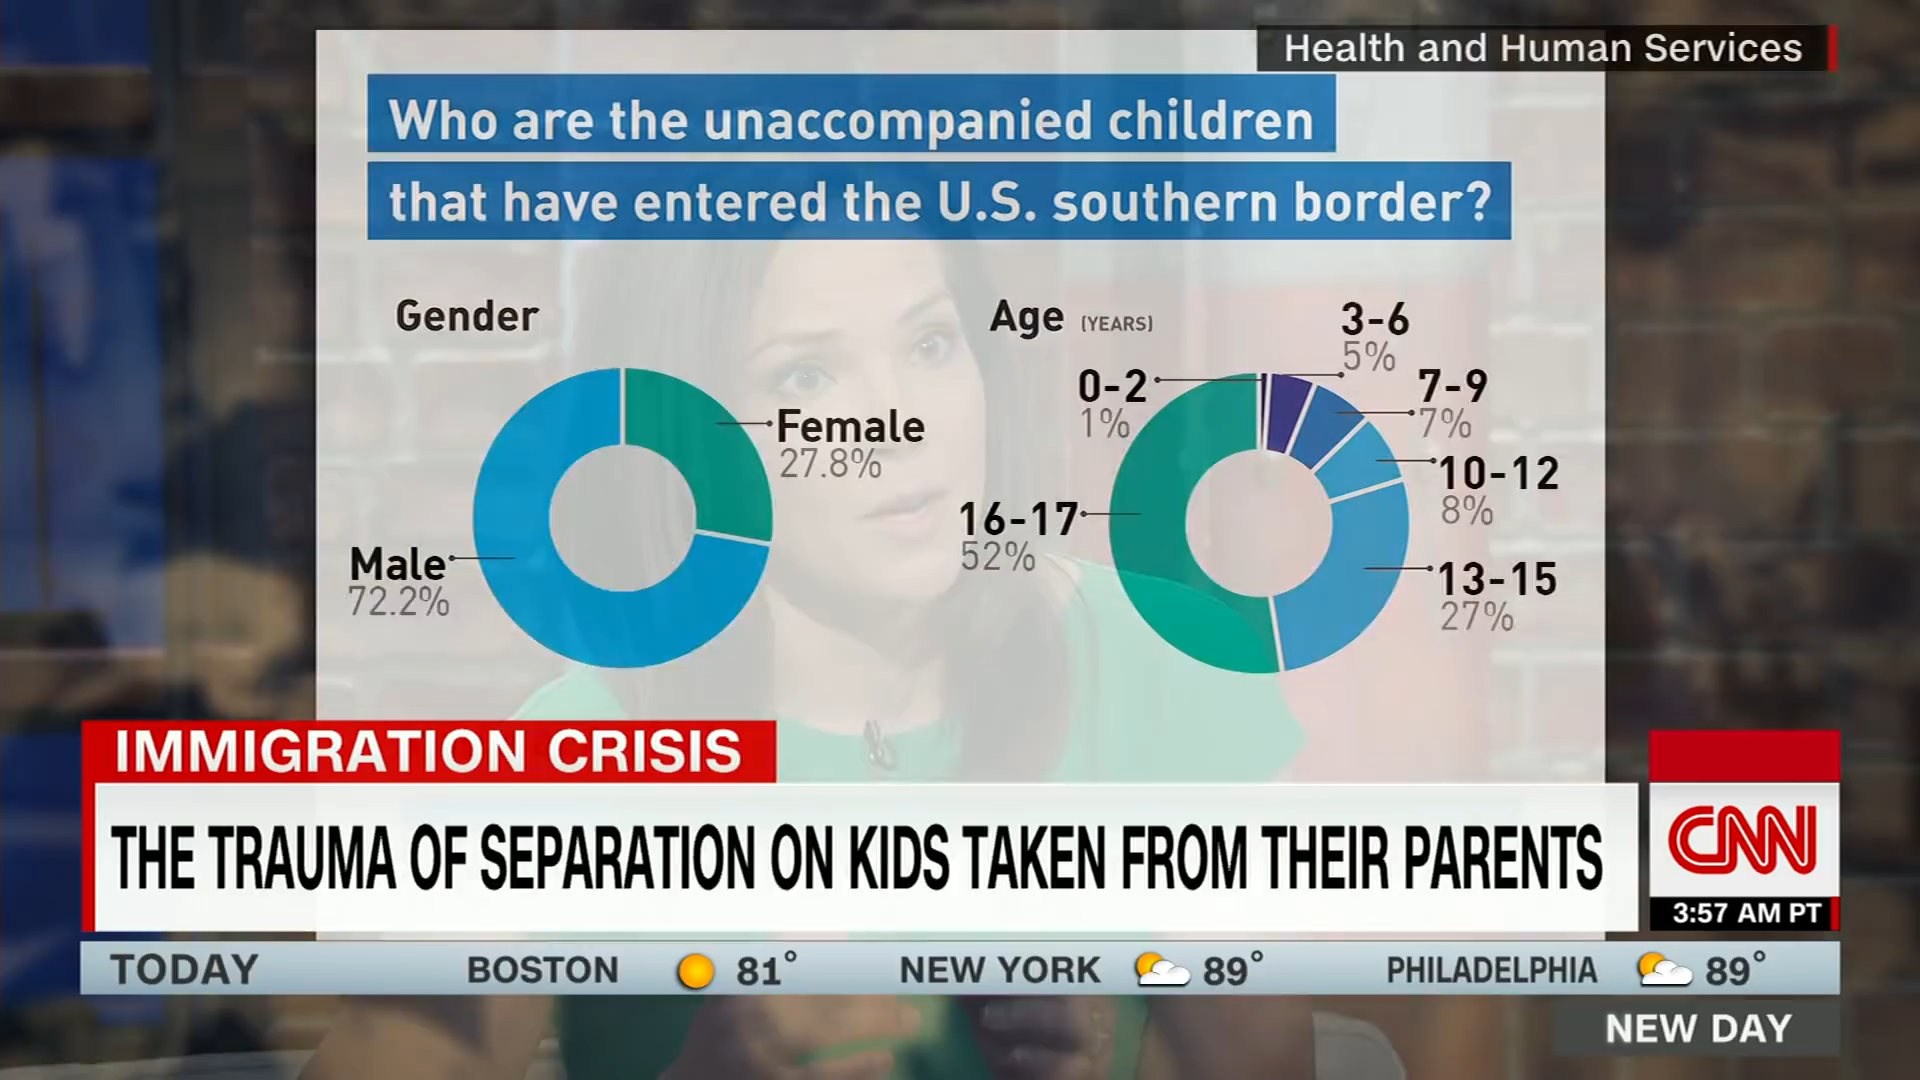 Health and Human Services
Who are the unaccompanied children
that have entered the U.S. southern border?
Gender
Female
27.8%
Male
72.2%
Age (YEARS)
0-2
1%
3-6
5%
7-9
7%
10-12
8%
13-15
27%
16-17
52%
IMMIGRATION CRISIS
THE TRAUMA OF SEPARATION ON KIDS TAKEN FROM THEIR PARENTS
CNN
3:57 AM PT
TODAY BOSTON 81° NEW YORK 89° PHILADELPHIA 89°
NEW DAY